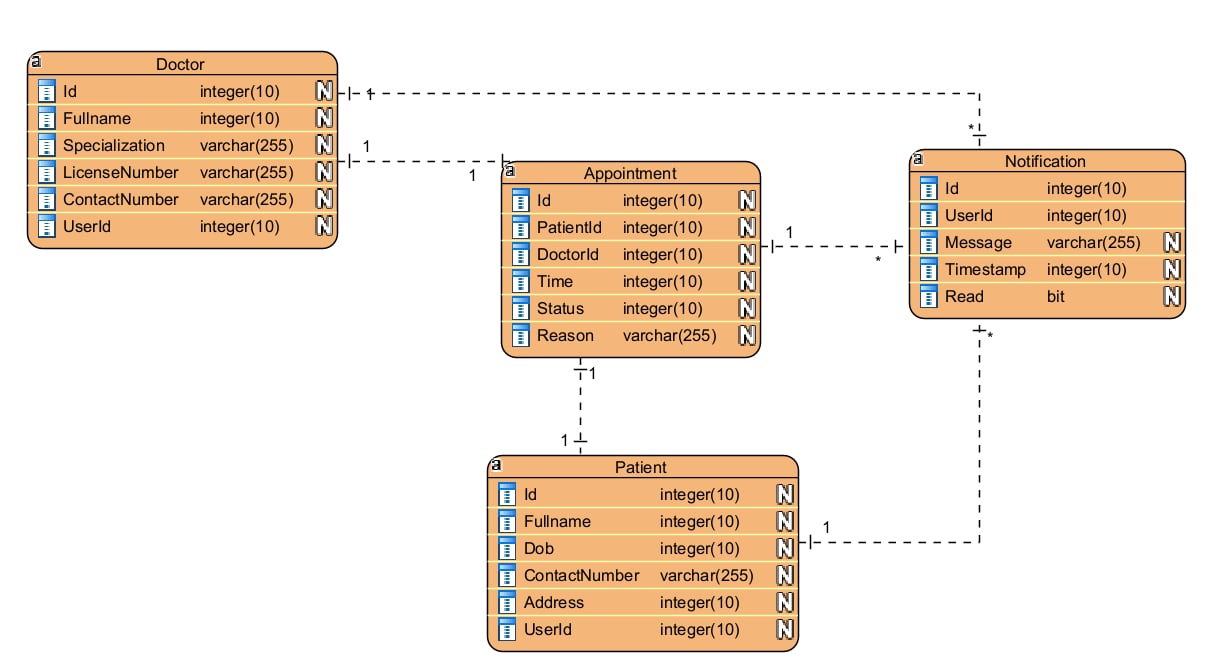 a
Doctor
Id integer(10) N
Fullname integer(10) N
Specialization varchar(255) N
LicenseNumber varchar(255) N
ContactNumber varchar(255) N
UserId integer(10) N
1
*
1
1
a
Appointment
Id integer(10) N
PatientId integer(10) N
DoctorId integer(10) N
Time integer(10) N
Status integer(10) N
Reason varchar(255) N
1
*
a
Notification
Id integer(10)
UserId integer(10)
Message varchar(255) N
Timestamp integer(10) N
Read bit N
*
1
1
a
Patient
Id integer(10) N
Fullname integer(10) N
Dob integer(10) N
ContactNumber varchar(255) N
Address integer(10) N
UserId integer(10) N
1